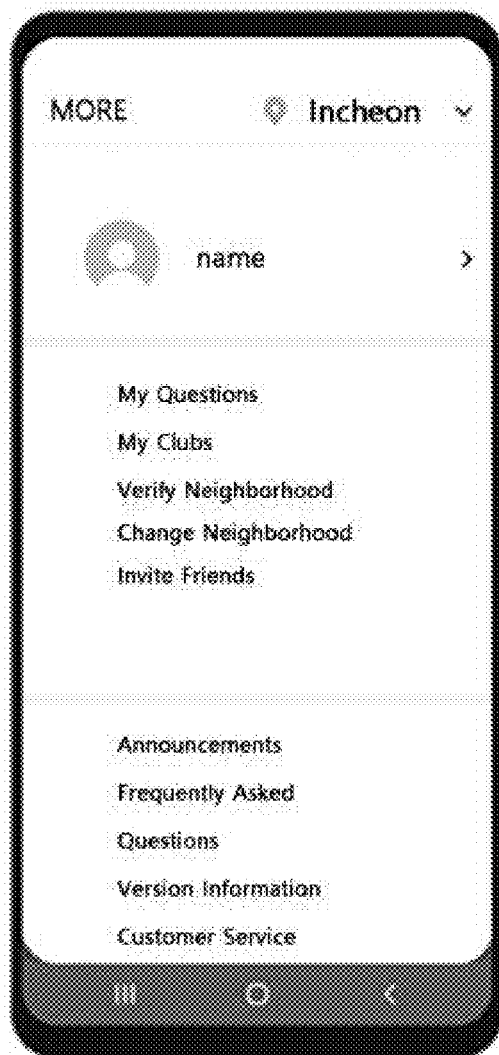 MORE
Incheon
name
My Questions
My Clubs
Verify Neighborhood
Change Neighborhood
Invite Friends
Announcements
Frequently Asked
Questions
Version Information
Customer Service